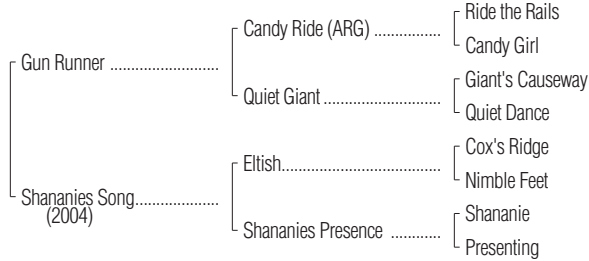 Ride the Rails
Candy Ride (ARG) ...............
Candy Girl
Gun Runner .........................
Giant's Causeway
Quiet Giant ...........................
Quiet Dance
Cox's Ridge
Eltish.....................................
Nimble Feet
Shananies Song...................
(2004)
Shananie
Shananies Presence ............
Presenting